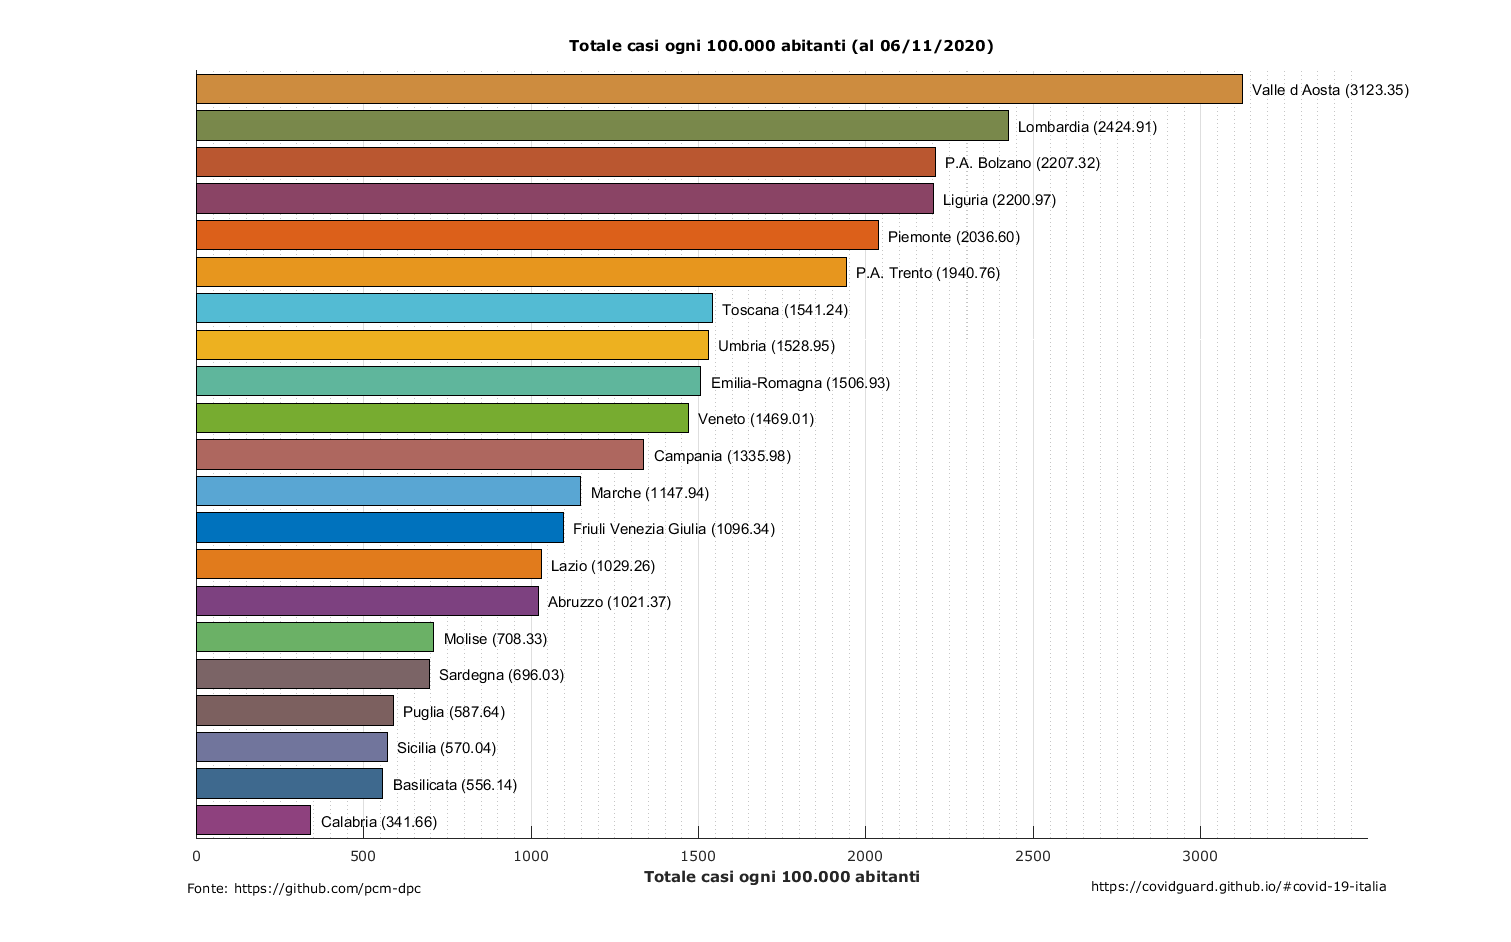 Totale casi ogni 100.000 abitanti (al 06/11/2020)
Valle d Aosta (3123.35)
Lombardia (2424.91)
P.A. Bolzano (2207.32)
Liguria (2200.97)
Piemonte (2036.60)
P.A. Trento (1940.76)
Toscana (1541.24)
Umbria (1528.95)
Emilia-Romagna (1506.93)
Veneto (1469.01)
Campania (1335.98)
Marche (1147.94)
Friuli Venezia Giulia (1096.34)
Lazio (1029.26)
Abruzzo (1021.37)
Molise (708.33)
Sardegna (696.03)
Puglia (587.64)
Sicilia (570.04)
Basilicata (556.14)
Calabria (341.66)
0 500 1000 1500 2000 2500 3000
Totale casi ogni 100.000 abitanti
Fonte: https://github.com/pcm-dpc
https://covidguard.github.io/#covid-19-italia